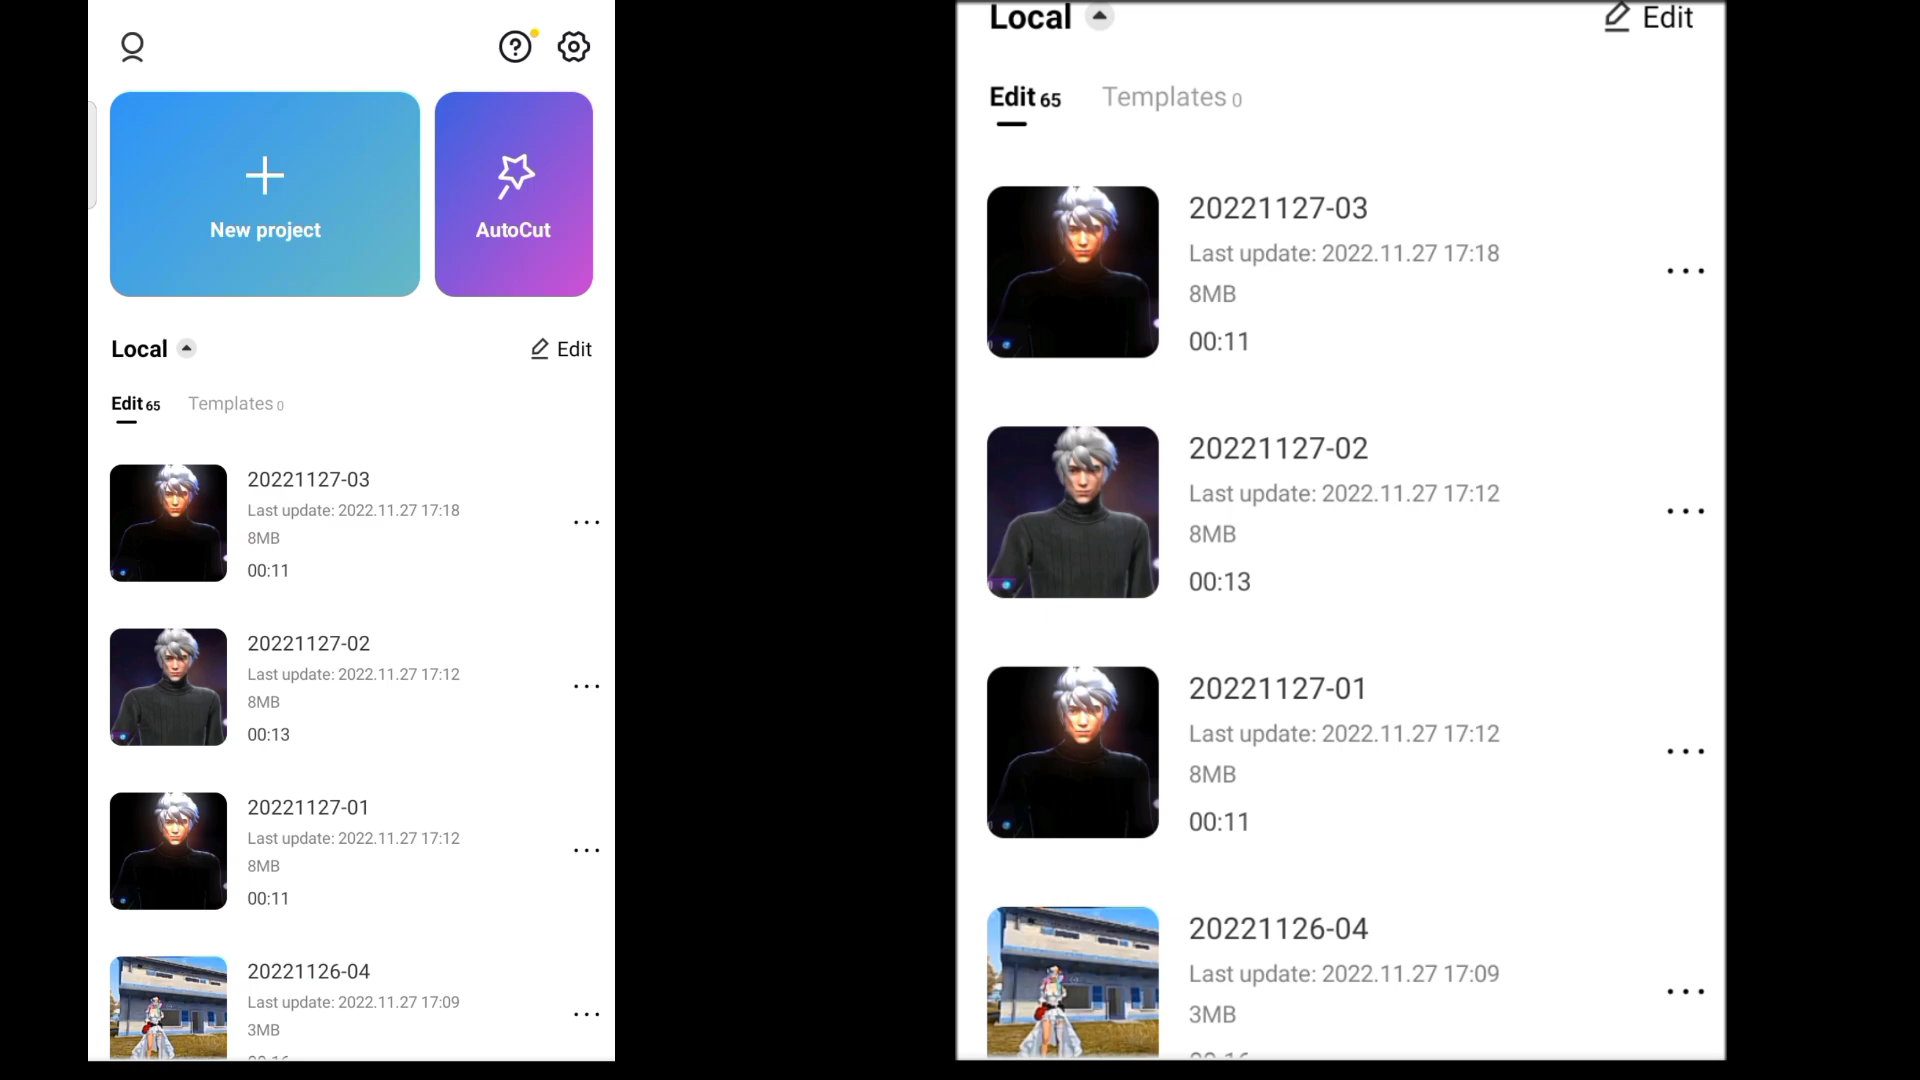 New project
AutoCut
Local
Edit
Edit 65
Templates 0
20221127-03
Last update: 2022.11.27 17:18
8MB
00:11
20221127-02
Last update: 2022.11.27 17:12
8MB
00:13
20221127-01
Last update: 2022.11.27 17:12
8MB
00:11
20221126-04
Last update: 2022.11.27 17:09
3MB
Local
Edit
Edit 65
Templates 0
20221127-03
Last update: 2022.11.27 17:18
8MB
00:11
20221127-02
Last update: 2022.11.27 17:12
8MB
00:13
20221127-01
Last update: 2022.11.27 17:12
8MB
00:11
20221126-04
Last update: 2022.11.27 17:09
3MB